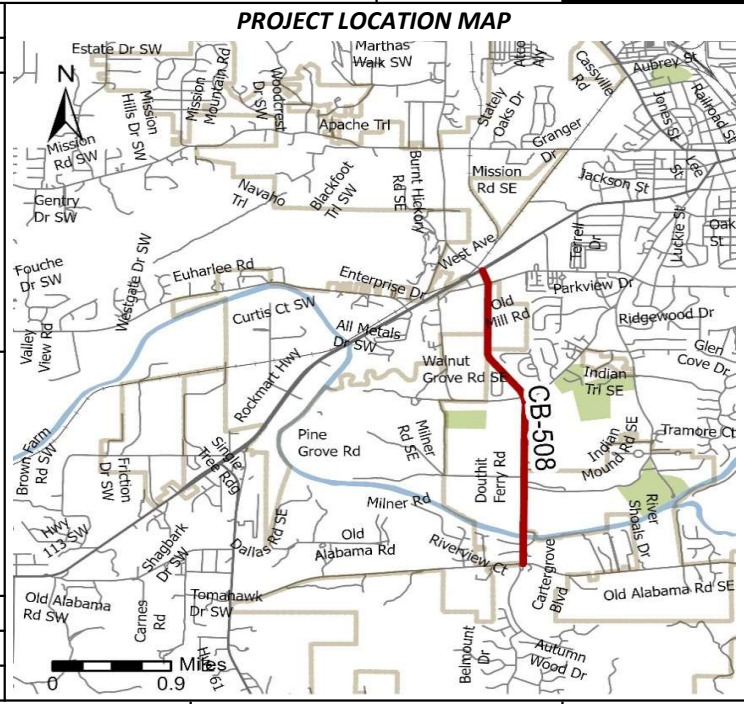 PROJECT LOCATION MAP
Estate Dr SW
Marthas
Walk SW
Cassville
Rd
Aubrey St
N
Mission
Hills Dr SW
Mission
Mountain Rd
Woodcrest
Dr SW
Stately
Oaks Dr
Jones St
Railroad St
Apache Trl
Granger
Dr
Mission
Rd SW
Burnt Hickory
Rd SE
Mission
Rd SE
Lee
St
Jackson St
Gentry
Dr SW
Navaho
Trl
Blackfoot
Trl SW
Luckie St
Oak
St
West Ave
Terrell
Dr
Fouche
Dr SW
Westgate Dr SW
Euharlee Rd
Enterprise Dr
Parkview Dr
Old
Mill Rd
Curtis Ct SW
Ridgewood Dr
Valley
View Rd
All Metals
Dr SW
Glen
Cove Dr
Rockmart Hwy
Walnut
Grove Rd SE
Indian
Trl SE
CB-508
Brown Farm
Rd SW
Friction
Dr SW
Single
Tree Rdg
Pine
Grove Rd
Milner
Rd SE
Douthit
Ferry Rd
Indian
Mound Rd SE
Tramore Ct
Milner Rd
River
Shoals Dr
Hwy
113 SW
Shagbark
Dr SW
Dallas Rd SE
Old
Alabama Rd
Riverview Ct
Cartergrove
Blvd
Old Alabama Rd SE
Old Alabama
Rd SW
Carnes
Rd
Tomahawk
Dr SW
Belmount
Dr
Autumn
Wood Dr
61
Miles
0
0.9